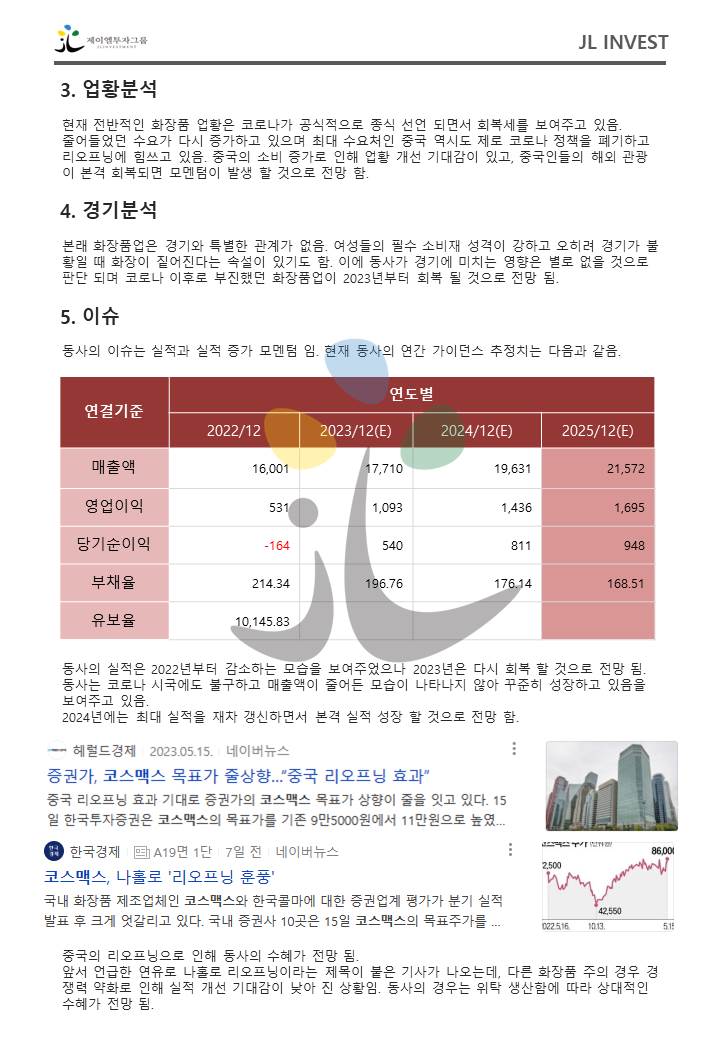 제이엘투자그룹
JL INVESTMENT
JL INVEST
3. 업황분석
현재 전반적인 화장품 업황은 코로나가 공식적으로 종식 선언 되면서 회복세를 보여주고 있음.
줄어들었던 수요가 다시 증가하고 있으며 최대 수요처인 중국 역시도 제로 코로나 정책을 폐기하고
리오프닝에 힘쓰고 있음. 중국의 소비 증가로 인해 업황 개선 기대감이 있고, 중국인들의 해외 관광
이 본격 회복되면 모멘텀이 발생 할 것으로 전망 함.
4. 경기분석
본래 화장품업은 경기와 특별한 관계가 없음. 여성들의 필수 소비재 성격이 강하고 오히려 경기가 불
황일 때 화장이 짙어진다는 속설이 있기도 함. 이에 동사가 경기에 미치는 영향은 별로 없을 것으로
판단 되며 코로나 이후로 부진했던 화장품업이 2023년부터 회복 될 것으로 전망 됨.
5. 이슈
동사의 이슈는 실적과 실적 증가 모멘텀 임. 현재 동사의 연간 가이던스 추정치는 다음과 같음.
연결기준 연도별
2022/12 2023/12(E) 2024/12(E) 2025/12(E)
매출액 16,001 17,710 19,631 21,572
영업이익 531 1,093 1,436 1,695
당기순이익 -164 540 811 948
부채율 214.34 196.76 176.14 168.51
유보율 10,145.83
동사의 실적은 2022년부터 감소하는 모습을 보여주었으나 2023년은 다시 회복 할 것으로 전망 됨.
동사는 코로나 시국에도 불구하고 매출액이 줄어든 모습이 나타나지 않아 꾸준히 성장하고 있음을
보여주고 있음.
2024년에는 최대 실적을 재차 갱신하면서 본격 실적 성장 할 것으로 전망 함.
헤럴드경제 2023.05.15. 네이버뉴스
증권가, 코스맥스 목표가 줄상향..."중국 리오프닝 효과"
중국 리오프닝 효과 기대로 증권가의 코스맥스 목표가 상향이 줄을 잇고 있다. 15
일 한국투자증권은 코스맥스의 목표가를 기존 9만5000원에서 11만원으로 높였...
한국경제 A19면 1단 7일 전 네이버뉴스
코스맥스, 나홀로 '리오프닝 훈풍'
국내 화장품 제조업체인 코스맥스와 한국콜마에 대한 증권업계 평가가 분기 실적
발표 후 크게 엇갈리고 있다. 국내 증권사 10곳은 15일 코스맥스의 목표주가를 ...
86,000
2,500
42,550
2022.5.16. 10.13. 5.15
중국의 리오프닝으로 인해 동사의 수혜가 전망 됨.
앞서 언급한 연유로 나홀로 리오프닝이라는 제목이 붙은 기사가 나오는데, 다른 화장품 주의 경우 경
쟁력 약화로 인해 실적 개선 기대감이 낮아 진 상황임. 동사의 경우는 위탁 생산함에 따라 상대적인
수혜가 전망 됨.